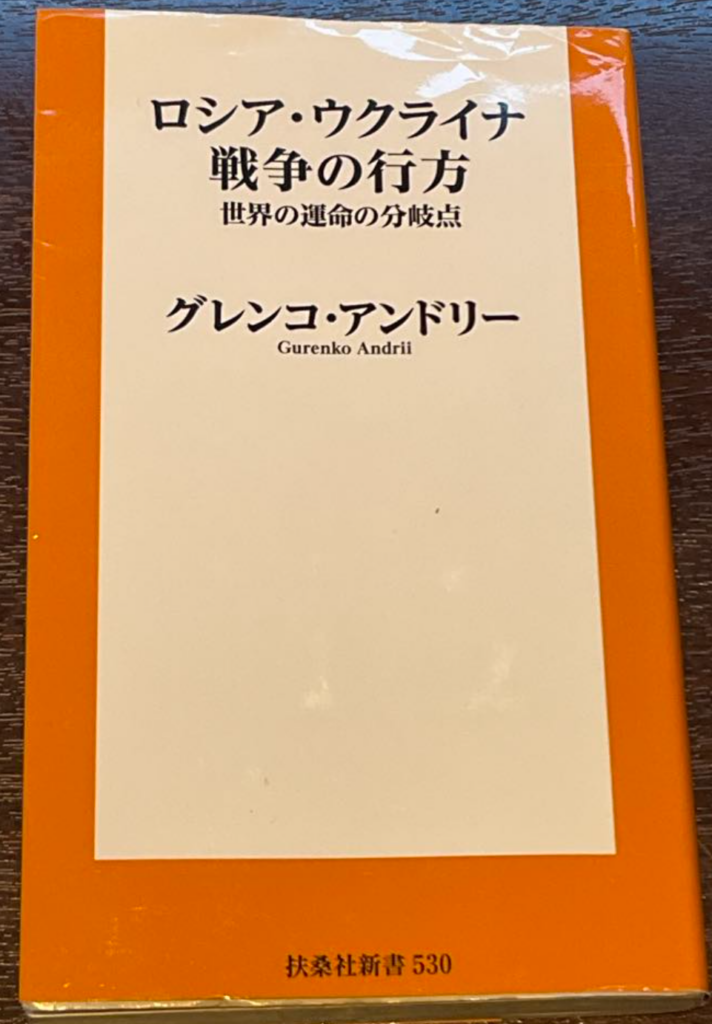 ロシア・ウクライナ
戦争の行方
世界の運命の分岐点
グレンコ・アンドリー
Gurenko Andrii
扶桑社新書 530